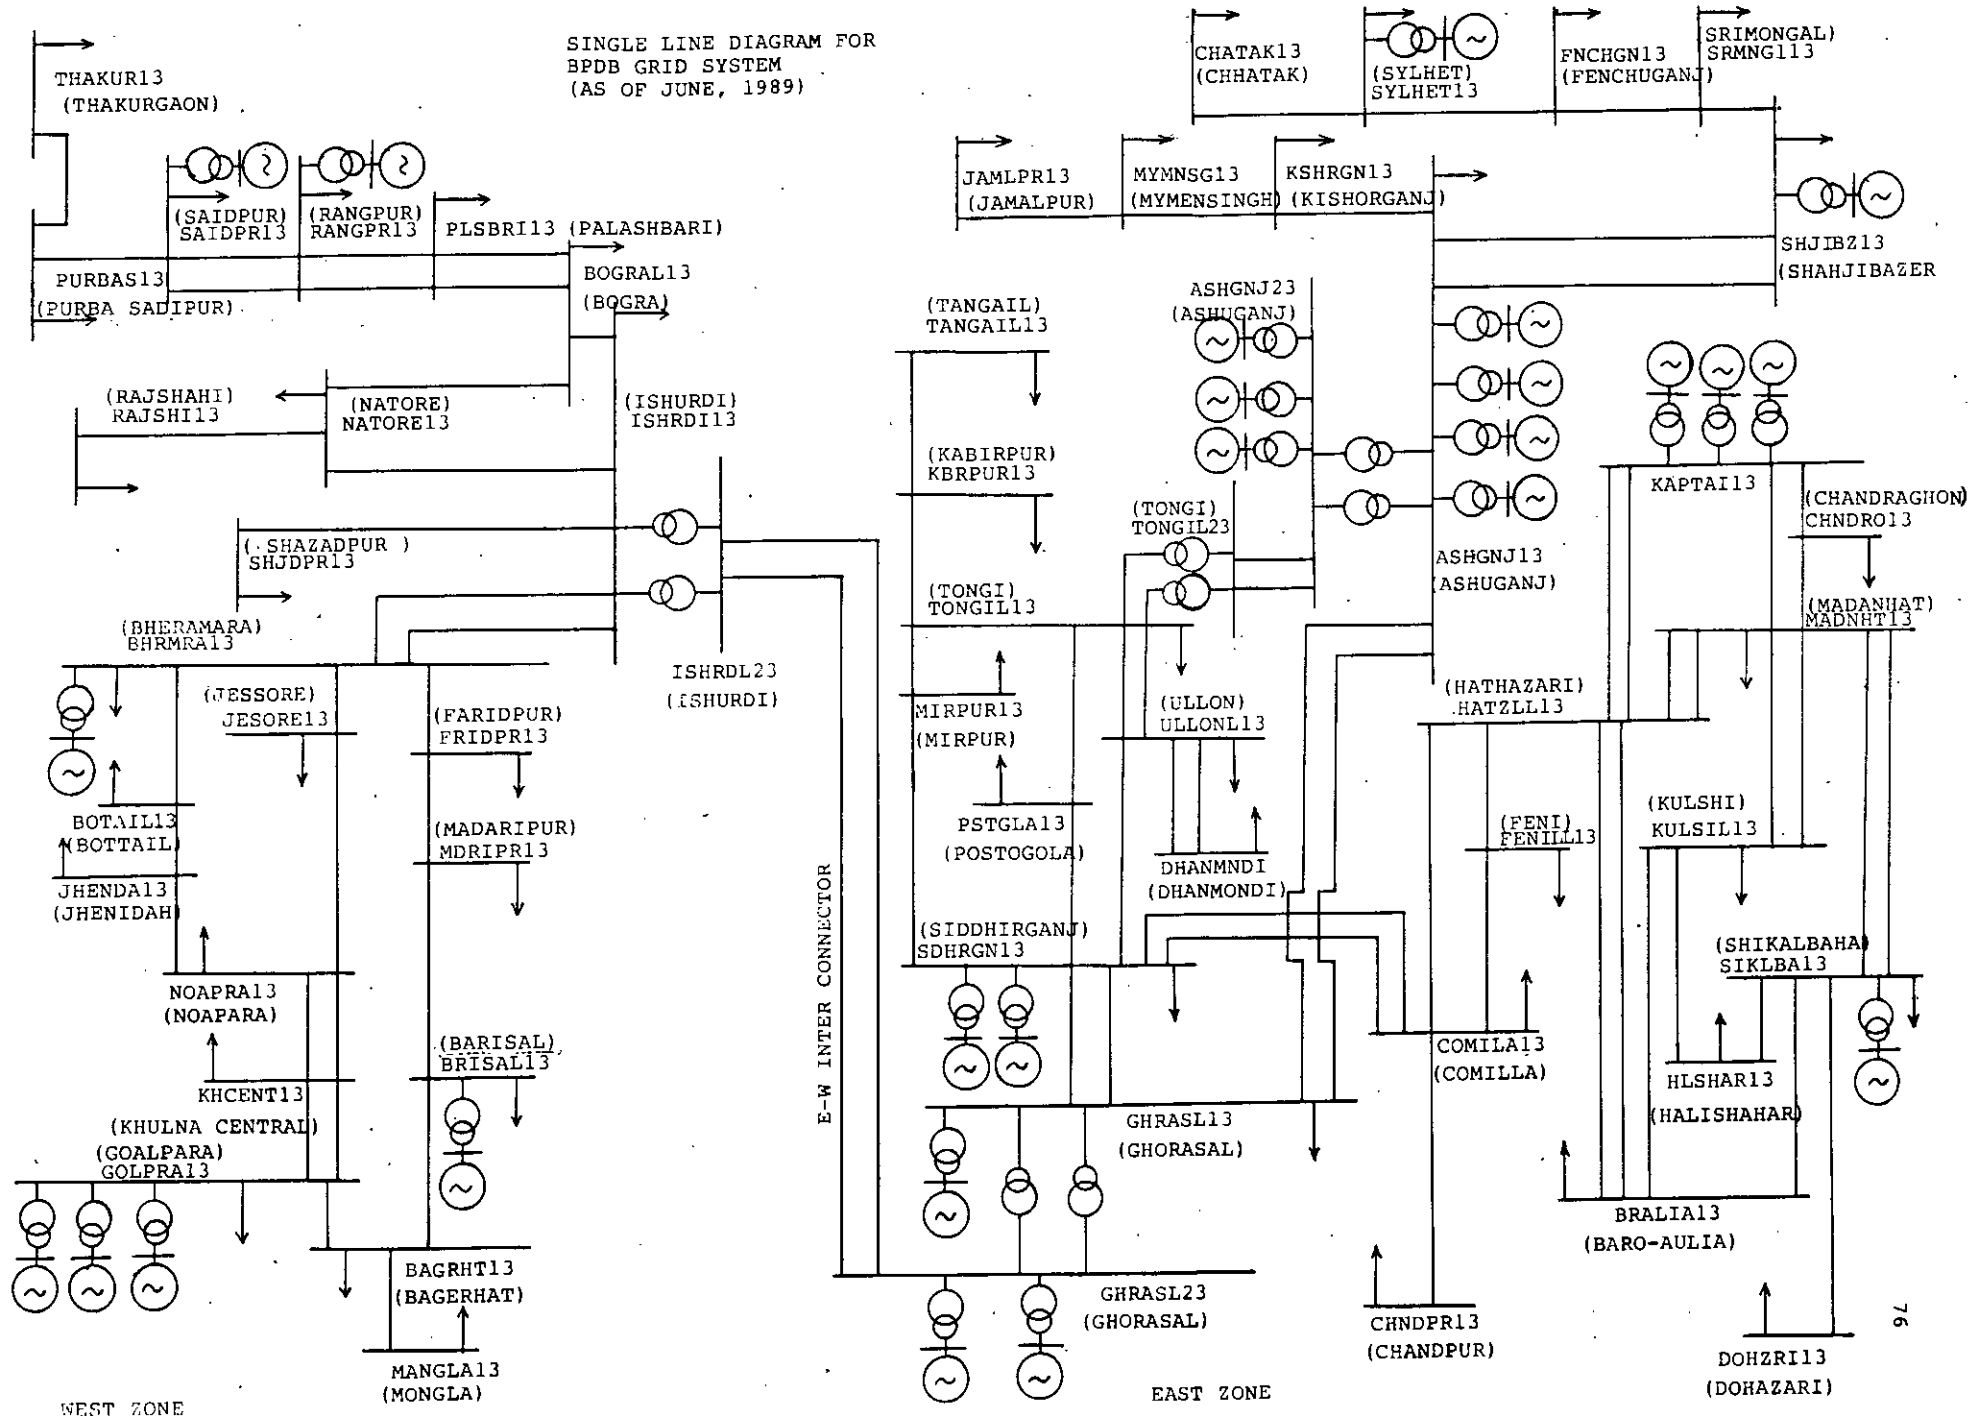 SINGLE LINE DIAGRAM FOR
BPDB GRID SYSTEM
(AS OF JUNE, 1989)
THAKUR13
(THAKURGAON)
(SAIDPUR)
SAIDPR13
(RANGPUR)
RANGPR13
PLSBRI13 (PALASHBARI)
PURBAS13
(PURBA SADIPUR)
BOGRAL13
(BOGRA)
(RAJSHAHI)
RAJSHI13
(NATORE)
NATORE13
(ISHURDI)
ISHRDI13
( SHAZADPUR )
SHJDPR13
(BHERAMARA)
BHRMRA13
ISHRDL23
(ISHURDI)
(JESSORE)
JESORE13
(FARIDPUR)
FRIDPR13
BOTAIL13
(BOTTAIL)
(MADARIPUR)
MDRIPR13
JHENDA13
(JHENIDAH)
NOAPRA13
(NOAPARA)
(BARISAL)
BRISAL13
KHCENT13
(KHULNA CENTRAL)
(GOALPARA)
GOLPRA13
BAGRHT13
(BAGERHAT)
MANGLA13
(MONGLA)
WEST ZONE
E-W INTER CONNECTOR
CHATAK13
(CHHATAK)
(SYLHET)
SYLHET13
FNCHGN13
(FENCHUGANJ)
SRIMONGAL)
SRMNG113
JAMLPR13
(JAMALPUR)
MYMNSG13
(MYMENSINGH)
KSHRGN13
(KISHORGANJ)
SHJIBZ13
(SHAHJIBAZER
ASHGNJ23
(ASHUGANJ)
(TANGAIL)
TANGAIL13
(KABIRPUR)
KBRPUR13
(TONGI)
TONGIL23
(TONGI)
TONGIL13
ASHGNJ13
(ASHUGANJ)
KAPTAI13
(CHANDRAGHON)
CHNDRO13
(MADANHAT)
MADNHT13
MIRPUR13
(MIRPUR)
(ULLON)
ULLONL13
(HATHAZARI)
HATZLL13
PSTGLA13
(POSTOGOLA)
DHANMNDI
(DHANMONDI)
(FENI)
FENILL13
(KULSHI)
KULSIL13
(SIDDHIRGANJ)
SDHRGN13
(SHIKALBAHA)
SIKLBA13
COMILA13
(COMILLA)
HLSHAR13
(HALISHAHAR)
GHRASL13
(GHORASAL)
BRALIA13
(BARO-AULIA)
GHRASL23
(GHORASAL)
CHNDPR13
(CHANDPUR)
DOHZRI13
(DOHAZARI)
EAST ZONE
76